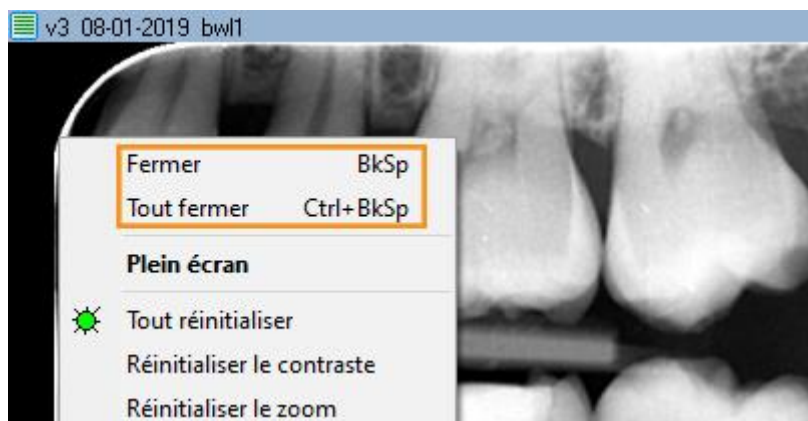 v3 08-01-2019 bwl1
Fermer BkSp
Tout fermer Ctrl+BkSp
Plein écran
Tout réinitialiser
Réinitialiser le contraste
Réinitialiser le zoom